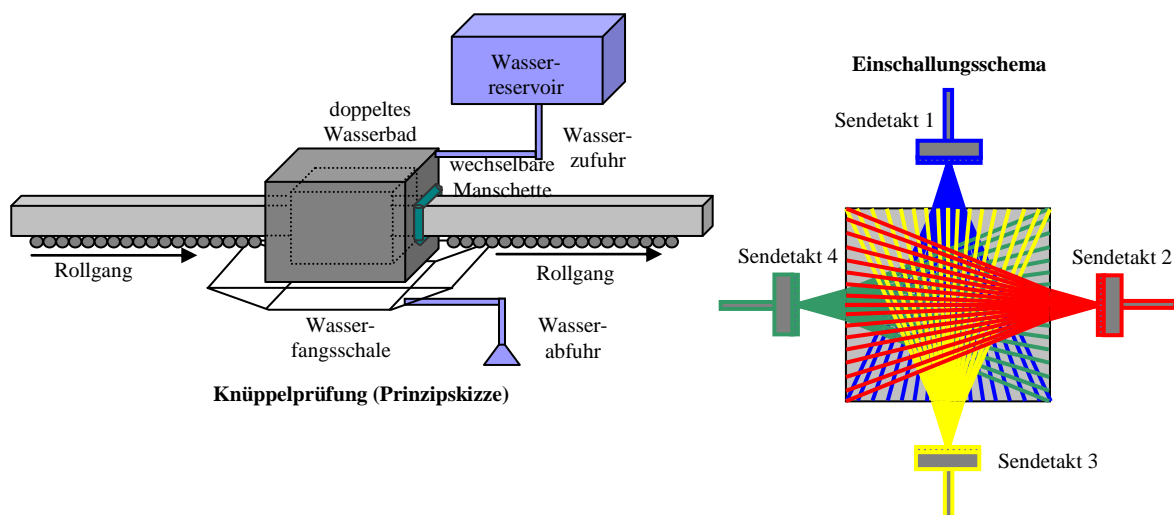 Wasser-
reservoir
doppeltes
Wasserbad
Wasser-
zufuhr
wechselbare
Manschette
Rollgang
Rollgang
Wasser-
fangsschale
Wasser-
abfuhr
Knüppelprüfung (Prinzipskizze)
Einschallungsschema
Sendetakt 1
Sendetakt 4
Sendetakt 2
Sendetakt 3